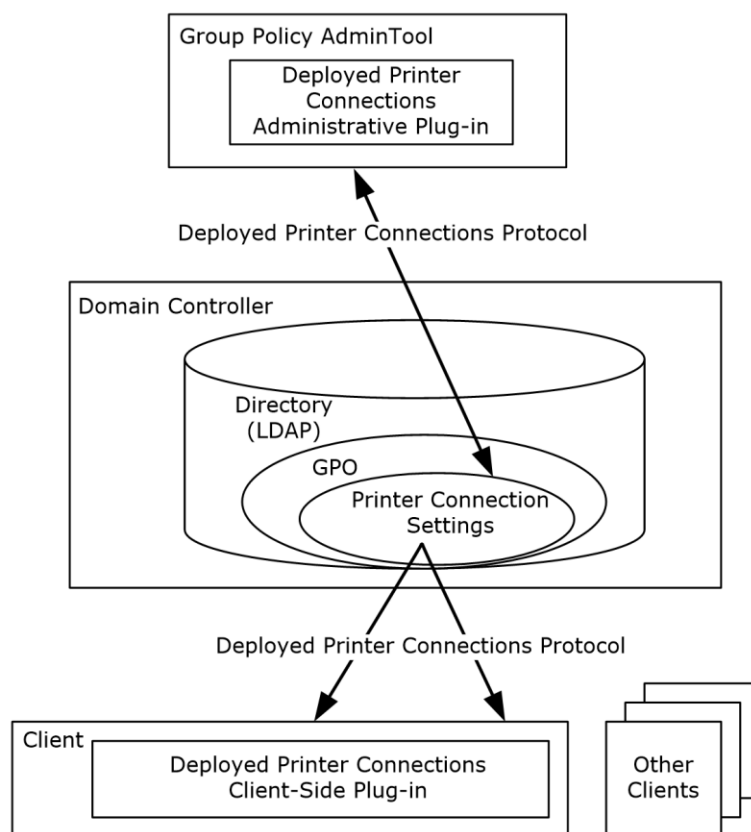 Group Policy AdminTool
Deployed Printer
Connections
Administrative Plug-in
Deployed Printer Connections Protocol
Domain Controller
Directory
(LDAP)
GPO
Printer Connection
Settings
Deployed Printer Connections Protocol
Client
Deployed Printer Connections
Client-Side Plug-in
Other
Clients